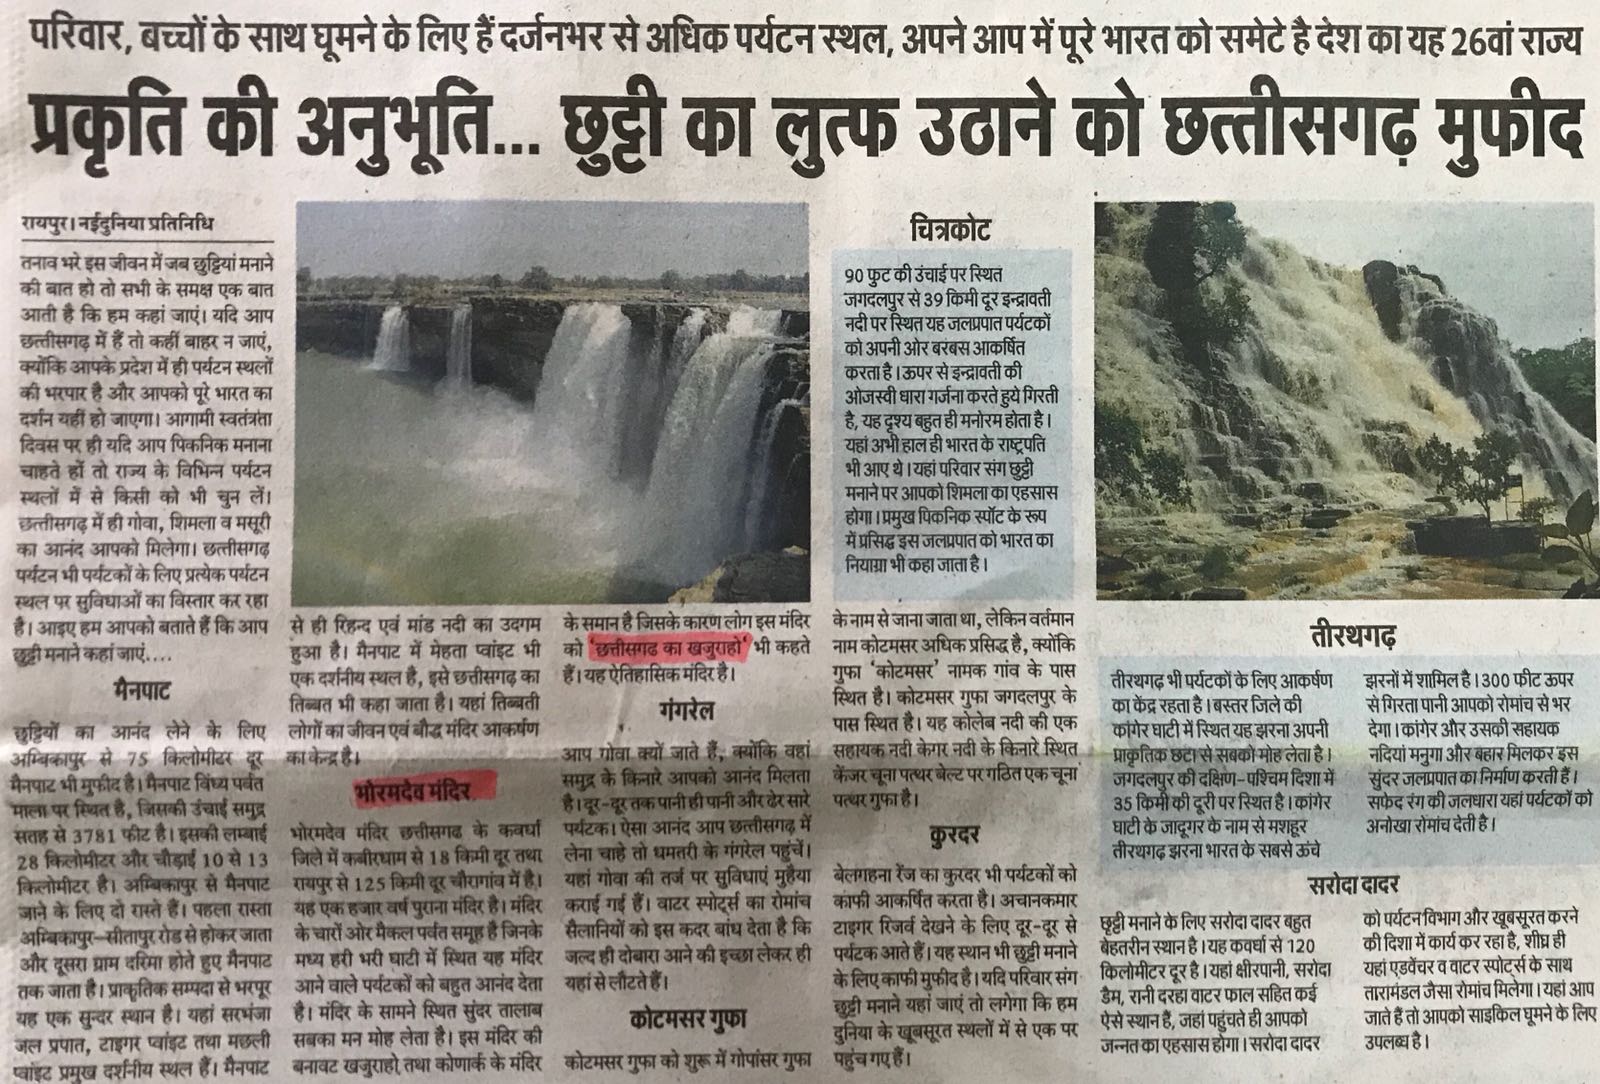 परिवार, बच्चों के साथ घूमने के लिए हैं दर्जनभर से अधिक पर्यटन स्थल, अपने आप में पूरे भारत को समेटे है देश का यह 26वां राज्य
प्रकृति की अनुभूति... छुट्टी का लुत्फ उठाने को छत्तीसगढ़ मुफीद
रायपुर। नईदुनिया प्रतिनिधि
तनाव भरे इस जीवन में जब छुट्टियां मनाने
की बात हो तो सभी के समक्ष एक बात
आती है कि हम कहां जाएं। यदि आप
छत्तीसगढ़ में हैं तो कहीं बाहर न जाएं,
क्योंकि आपके प्रदेश में ही पर्यटन स्थलों
की भरपार है और आपको पूरे भारत का
दर्शन यहीं हो जाएगा। आगामी स्वतंत्रता
दिवस पर ही यदि आप पिकनिक मनाना
चाहते हों तो राज्य के विभिन्न पर्यटन
स्थलों में से किसी को भी चुन लें।
छत्तीसगढ़ में ही गोवा, शिमला व मसूरी
का आनंद आपको मिलेगा। छत्तीसगढ़
पर्यटन भी पर्यटकों के लिए प्रत्येक पर्यटन
स्थल पर सुविधाओं का विस्तार कर रहा
है। आइए हम आपको बताते हैं कि आप
छुट्टी मनाने कहां जाएं....
मैनपाट
छुट्टियों का आनंद लेने के लिए
अम्बिकापुर से 75 किलोमीटर दूर
मैनपाट भी मुफीद है। मैनपाट विंध्य पर्वत
माला पर स्थित है, जिसकी उंचाई समुद्र
सतह से 3781 फीट है। इसकी लम्बाई
28 किलोमीटर और चौड़ाई 10 से 13
किलोमीटर है। अम्बिकापुर से मैनपाट
जाने के लिए दो रास्ते हैं। पहला रास्ता
अम्बिकापुर-सीतापुर रोड से होकर जाता
और दूसरा ग्राम दरिमा होते हुए मैनपाट
तक जाता है। प्राकृतिक सम्पदा से भरपूर
यह एक सुन्दर स्थान है। यहां सरभंजा
जल प्रपात, टाइगर प्वांइट तथा मछली
प्वांइट प्रमुख दर्शनीय स्थल हैं। मैनपाट
से ही रिहन्द एवं मांड नदी का उदगम
हुआ है। मैनपाट में मेहता प्वांइट भी
एक दर्शनीय स्थल है, इसे छत्तीसगढ़ का
तिब्बत भी कहा जाता है। यहां तिब्बती
लोगों का जीवन एवं बौद्ध मंदिर आकर्षण
का केन्द्र है।
भोरमदेव मंदिर
भोरमदेव मंदिर छत्तीसगढ़ के कवर्धा
जिले में कबीरधाम से 18 किमी दूर तथा
रायपुर से 125 किमी दूर चौरागांव में है।
यह एक हजार वर्ष पुराना मंदिर है। मंदिर
के चारों ओर मैकल पर्वत समूह है जिनके
मध्य हरी भरी घाटी में स्थित यह मंदिर
आने वाले पर्यटकों को बहुत आनंद देता
है। मंदिर के सामने स्थित सुंदर तालाब
सबका मन मोह लेता है। इस मंदिर की
बनावट खजुराहो तथा कोणार्क के मंदिर
के समान है जिसके कारण लोग इस मंदिर
को 'छत्तीसगढ का खजुराहो' भी कहते
हैं। यह ऐतिहासिक मंदिर है।
गंगरेल
आप गोवा क्यों जाते हैं, क्योंकि वहां
समुद्र के किनारे आपको आनंद मिलता
है। दूर-दूर तक पानी ही पानी और ढेर सारे
पर्यटक। ऐसा आनंद आप छत्तीसगढ़ में
लेना चाहे तो धमतरी के गंगरेल पहुंचें।
यहां गोवा की तर्ज पर सुविधाएं मुहैया
कराई गई हैं। वाटर स्पोर्ट्स का रोमांच
सैलानियों को इस कदर बांध देता है कि
जल्द ही दोबारा आने की इच्छा लेकर ही
यहां से लौटते हैं।
कोटमसर गुफा
कोटमसर गुफा को शुरू में गोपांसर गुफा
चित्रकोट
90 फुट की उंचाई पर स्थित
जगदलपुर से 39 किमी दूर इन्द्रावती
नदी पर स्थित यह जलप्रपात पर्यटकों
को अपनी ओर बरबस आकर्षित
करता है। ऊपर से इन्द्रावती की
ओजस्वी धारा गर्जना करते हुये गिरती
है, यह दृश्य बहुत ही मनोरम होता है।
यहां अभी हाल ही भारत के राष्ट्रपति
भी आए थे। यहां परिवार संग छुट्टी
मनाने पर आपको शिमला का एहसास
होगा। प्रमुख पिकनिक स्पॉट के रूप
में प्रसिद्ध इस जलप्रपात को भारत का
नियाग्रा भी कहा जाता है।
के नाम से जाना जाता था, लेकिन वर्तमान
नाम कोटमसर अधिक प्रसिद्ध है, क्योंकि
गुफा 'कोटमसर' नामक गांव के पास
स्थित है। कोटमसर गुफा जगदलपुर के
पास स्थित है। यह कोलेब नदी की एक
सहायक नदी केगर नदी के किनारे स्थित
केंजर चूना पत्थर बेल्ट पर गठित एक चूना
पत्थर गुफा है।
कुरदर
बेलगहना रेंज का कुरदर भी पर्यटकों को
काफी आकर्षित करता है। अचानकमार
टाइगर रिजर्व देखने के लिए दूर-दूर से
पर्यटक आते हैं। यह स्थान भी छुट्टी मनाने
के लिए काफी मुफीद है। यदि परिवार संग
छुट्टी मनाने यहां जाएं तो लगेगा कि हम
दुनिया के खूबसूरत स्थलों में से एक पर
पहुंच गए हैं।
तीरथगढ़
तीरथगढ़ भी पर्यटकों के लिए आकर्षण
का केंद्र रहता है। बस्तर जिले की
कांगेर घाटी में स्थित यह झरना अपनी
प्राकृतिक छटा से सबको मोह लेता है।
जगदलपुर की दक्षिण-पश्चिम दिशा में
35 किमी की दूरी पर स्थित है। कांगेर
घाटी के जादूगर के नाम से मशहूर
तीरथगढ़ झरना भारत के सबसे ऊंचे
झरनों में शामिल है। 300 फीट ऊपर
से गिरता पानी आपको रोमांच से भर
देगा। कांगेर और उसकी सहायक
नदियां मनुगा और बहार मिलकर इस
सुंदर जलप्रपात का निर्माण करती हैं।
सफेद रंग की जलधारा यहां पर्यटकों को
अनोखा रोमांच देती है।
सरोदा दादर
छुट्टी मनाने के लिए सरोदा दादर बहुत
बेहतरीन स्थान है। यह कवर्धा से 120
किलोमीटर दूर है। यहां क्षीरपानी, सरोदा
डैम, रानी दरहा वाटर फाल सहित कई
ऐसे स्थान हैं, जहां पहुंचते ही आपको
जन्नत का एहसास होगा। सरोदा दादर
को पर्यटन विभाग और खूबसूरत करने
की दिशा में कार्य कर रहा है, शीघ्र ही
यहां एडवेंचर व वाटर स्पोर्ट्स के साथ
तारामंडल जैसा रोमांच मिलेगा। यहां आप
जाते हैं तो आपको साइकिल घूमने के लिए
उपलब्ध है।